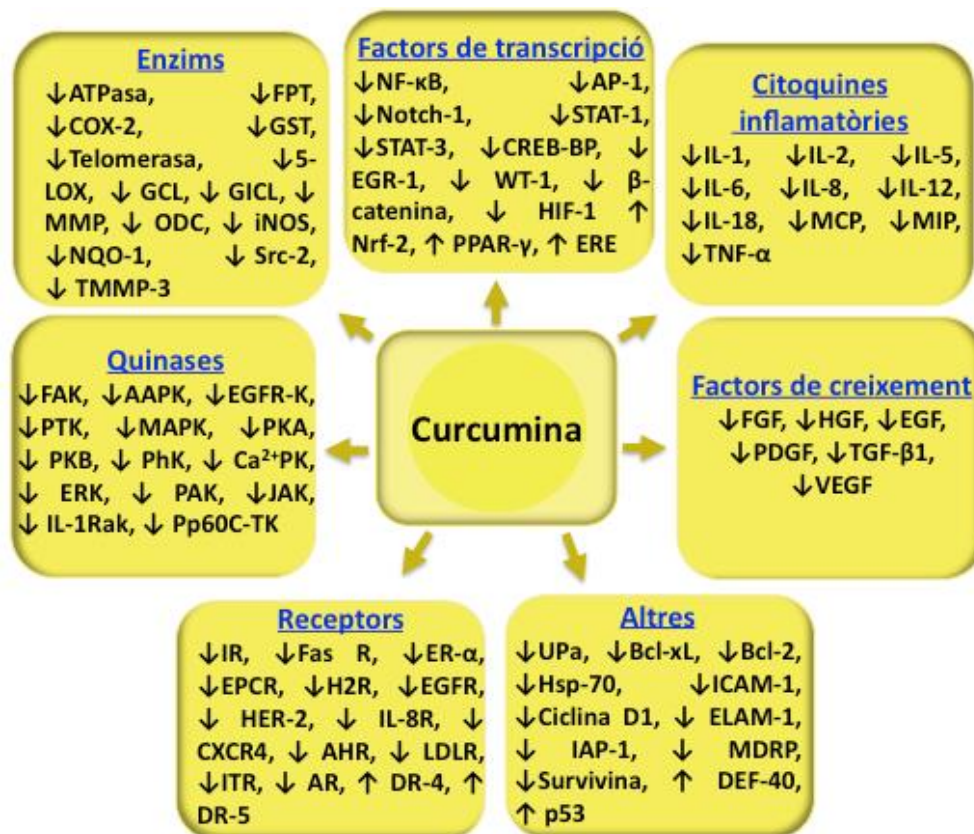 Enzims
↓ATPasa, ↓FPT,
↓COX-2, ↓GST,
↓Telomerasa, ↓5-
LOX, ↓ GCL, ↓ GICL, ↓
MMP, ↓ ODC, ↓ iNOS,
↓NQO-1, ↓ Src-2,
↓ TMMP-3
Factors de transcripció
↓NF-κB, ↓AP-1,
↓Notch-1, ↓STAT-1,
↓STAT-3, ↓CREB-BP, ↓
EGR-1, ↓ WT-1, ↓ β-
catenina, ↓ HIF-1 ↑
Nrf-2, ↑ PPAR-γ, ↑ ERE
Citoquines
inflamatòries
↓IL-1, ↓IL-2, ↓IL-5,
↓IL-6, ↓IL-8, ↓IL-12,
↓IL-18, ↓MCP, ↓MIP,
↓TNF-α
Quinases
↓FAK, ↓AAPK, ↓EGFR-K,
↓PTK, ↓MAPK, ↓PKA,
↓ PKB, ↓ PhK, ↓ Ca²⁺PK,
↓ ERK, ↓ PAK, ↓JAK,
↓ IL-1Rak, ↓ Pp60C-TK
Curcumina
Factors de creixement
↓FGF, ↓HGF, ↓EGF,
↓PDGF, ↓TGF-β1,
↓VEGF
Receptors
↓IR, ↓Fas R, ↓ER-α,
↓EPCR, ↓H2R, ↓EGFR,
↓ HER-2, ↓ IL-8R, ↓
CXCR4, ↓ AHR, ↓ LDLR,
↓ITR, ↓ AR, ↑ DR-4, ↑
DR-5
Altres
↓UPa, ↓Bcl-xL, ↓Bcl-2,
↓Hsp-70, ↓ICAM-1,
↓Ciclina D1, ↓ ELAM-1,
↓ IAP-1, ↓ MDRP,
↓Survivina, ↑ DEF-40,
↑ p53